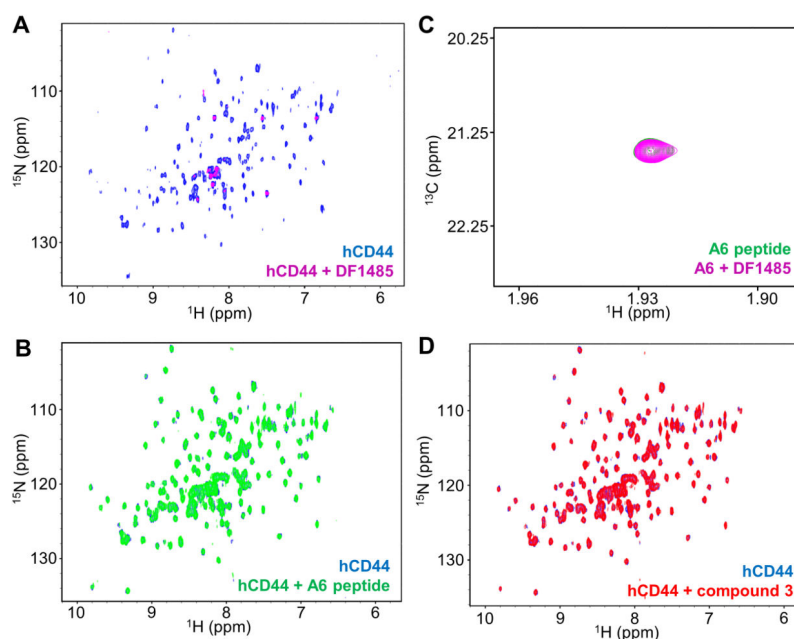 A
110
120
130
15N (ppm)
hCD44
hCD44 + DF1485
10 9 8 7 6
1H (ppm)
C
20.25
21.25
22.25
13C (ppm)
A6 peptide
A6 + DF1485
1.96 1.93 1.90
1H (ppm)
B
110
120
130
15N (ppm)
hCD44
hCD44 + A6 peptide
10 9 8 7 6
1H (ppm)
D
110
120
130
15N (ppm)
hCD44
hCD44 + compound 3
10 9 8 7 6
1H (ppm)